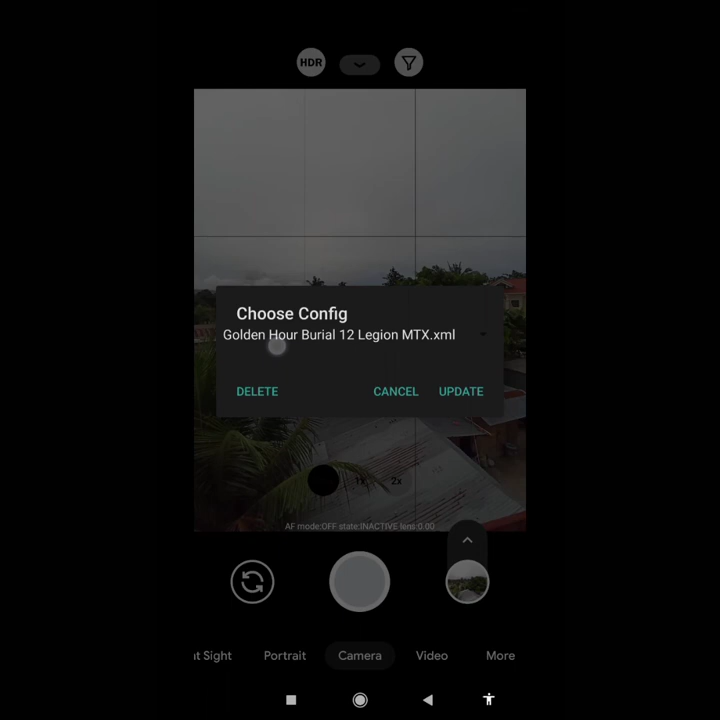 HDR
Choose Config
Golden Hour Burial 12 Legion MTX.xml
DELETE CANCEL UPDATE
1x 2x
AF mode:OFF state:INACTIVE lens:0.00
nt Sight Portrait Camera Video More